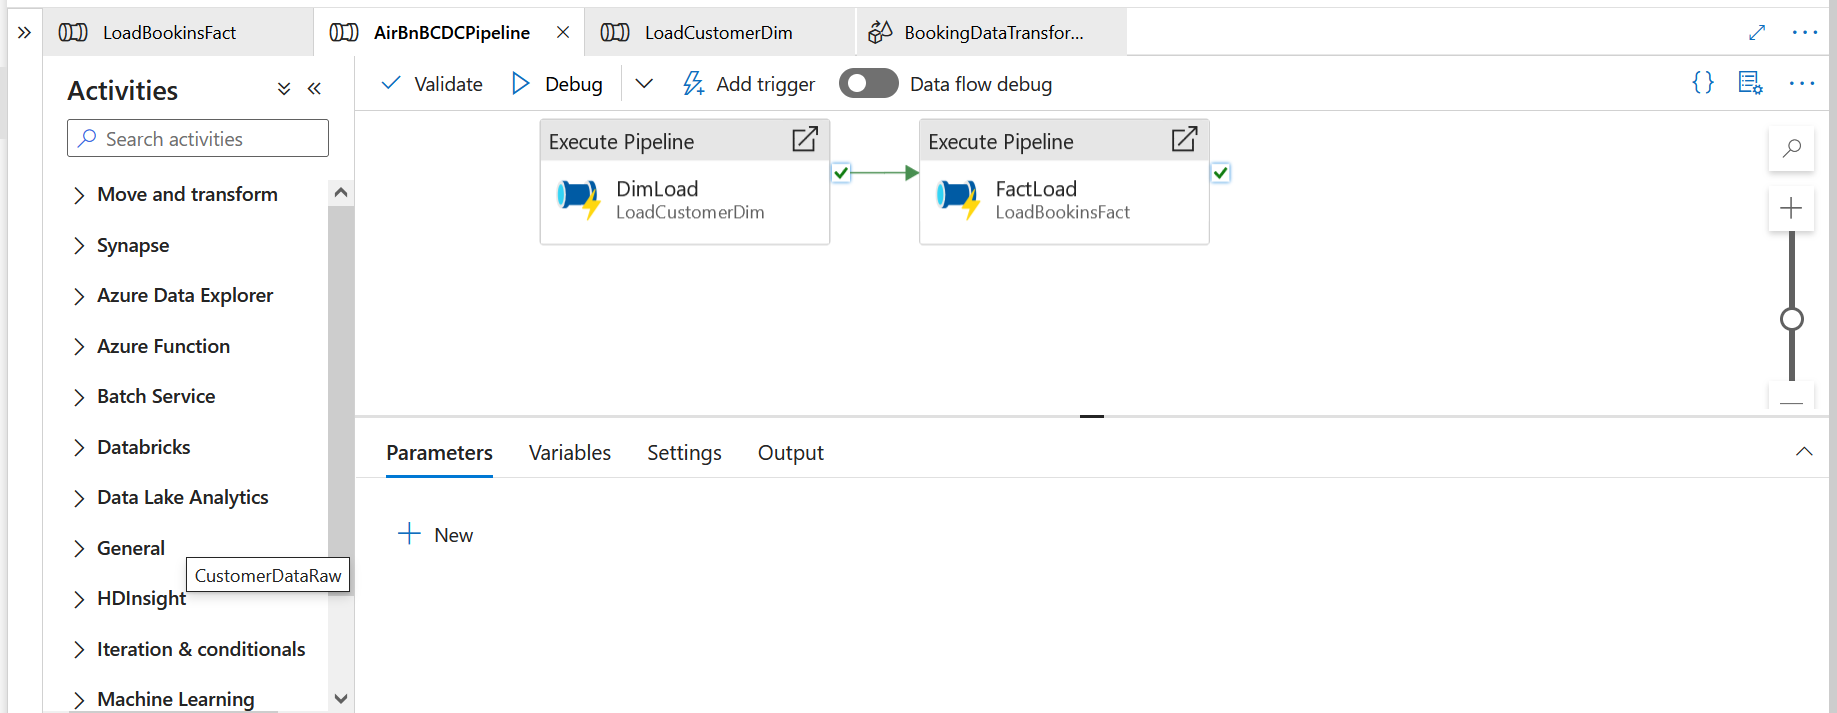 LoadBookinsFact
AirBnBCDCPipeline
LoadCustomerDim
BookingDataTransfor...
Activities
Validate
Debug
Add trigger
Data flow debug
Search activities
Move and transform
Synapse
Azure Data Explorer
Azure Function
Batch Service
Databricks
Data Lake Analytics
General
CustomerDataRaw
HDInsight
Iteration & conditionals
Machine Learning
Execute Pipeline
DimLoad
LoadCustomerDim
Execute Pipeline
FactLoad
LoadBookinsFact
Parameters
Variables
Settings
Output
New